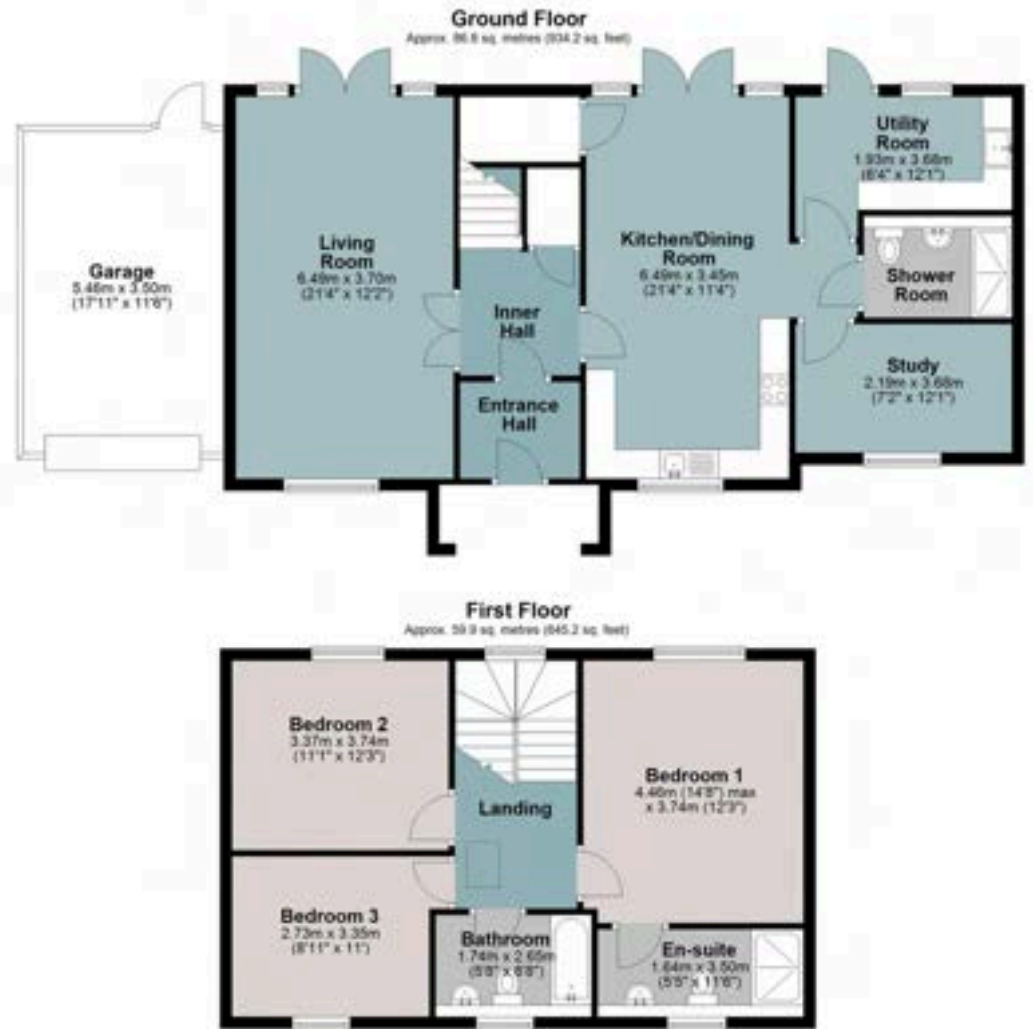 Ground Floor
Approx. 86.8 sq. metres (934.2 sq. feet)
Utility
Room
1.93m x 3.68m
(6'4" x 12'1")
Living
Room
6.49m x 3.70m
(21'4" x 12'2")
Kitchen/Dining
Room
6.49m x 3.45m
(21'4" x 11'4")
Garage
5.46m x 3.50m
(17'11" x 11'6")
Shower
Room
Inner
Hall
Study
2.19m x 3.68m
(7'2" x 12'1")
Entrance
Hall
First Floor
Approx. 59.9 sq. metres (645.2 sq. feet)
Bedroom 2
3.37m x 3.74m
(11'1" x 12'3")
Bedroom 1
4.46m (14'8") max
x 3.74m (12'3")
Landing
Bedroom 3
2.73m x 3.35m
(8'11" x 11')
Bathroom
1.74m x 2.65m
(5'8" x 8'8")
En-suite
1.64m x 3.50m
(5'5" x 11'6")